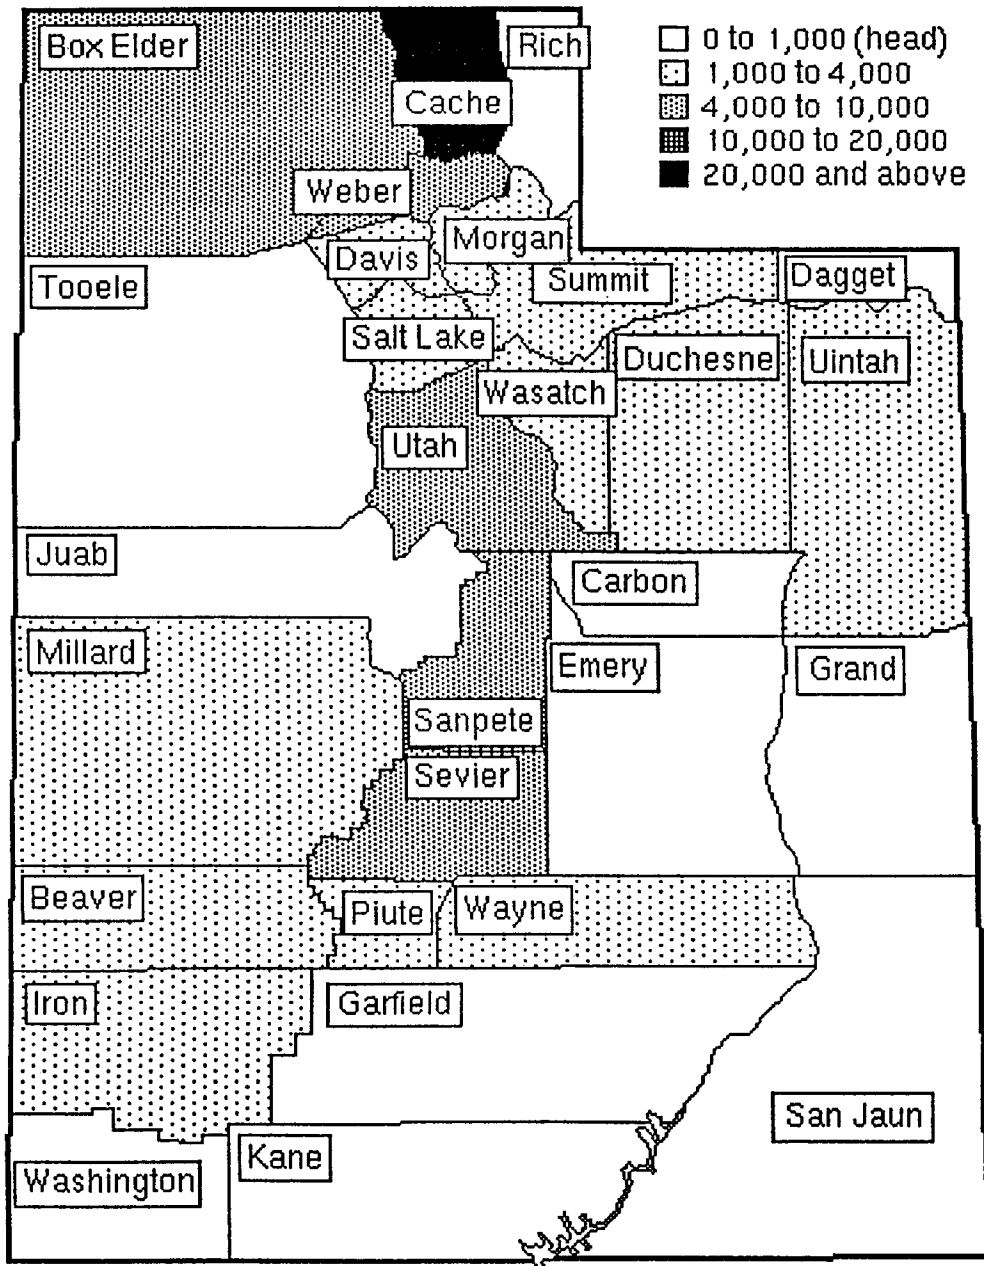 Box Elder
Rich
0 to 1,000 (head)
1,000 to 4,000
4,000 to 10,000
10,000 to 20,000
20,000 and above
Cache
Weber
Morgan
Davis
Summit
Dagget
Tooele
Salt Lake
Duchesne
Uintah
Wasatch
Utah
Juab
Carbon
Millard
Emery
Grand
Sanpete
Sevier
Beaver
Piute
Wayne
Iron
Garfield
San Jaun
Kane
Washington